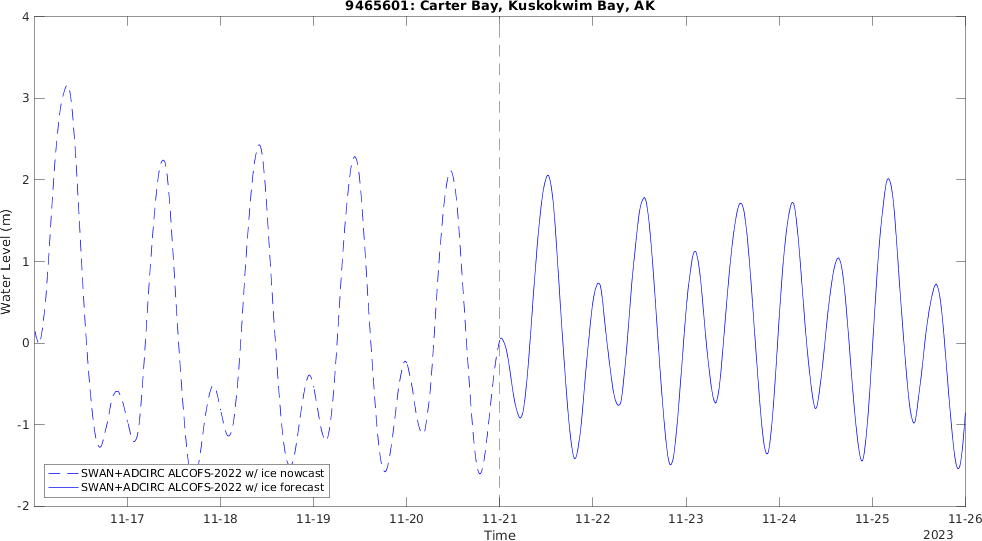 9465601: Carter Bay, Kuskokwim Bay, AK
4
3
2
1
0
-1
-2
Water Level (m)
SWAN+ADCIRC ALCOFS-2022 w/ ice nowcast
SWAN+ADCIRC ALCOFS-2022 w/ ice forecast
11-17 11-18 11-19 11-20 11-21 11-22 11-23 11-24 11-25 11-26
Time
2023